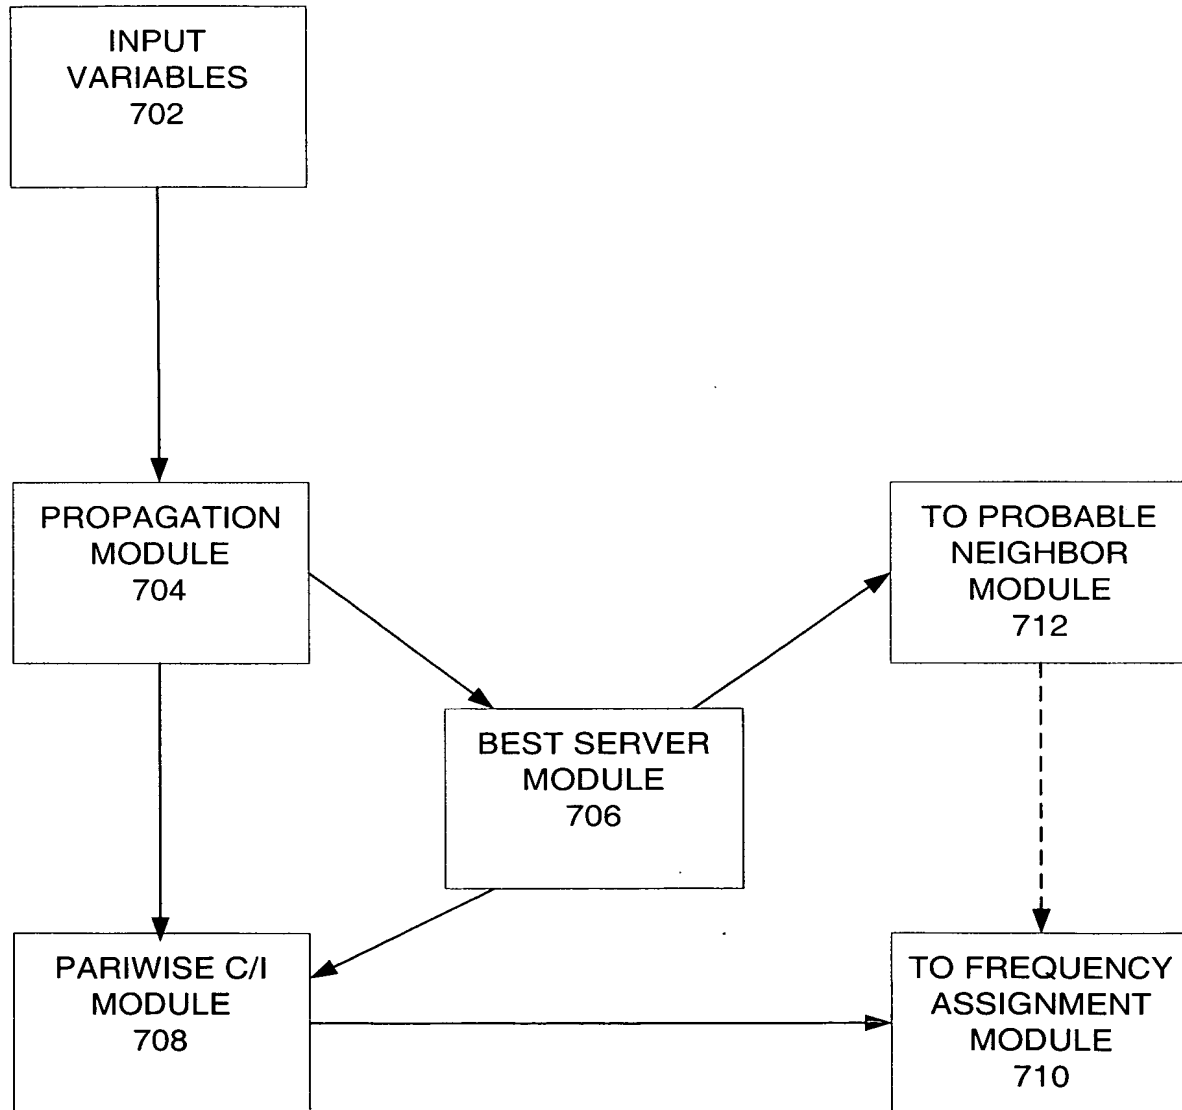 INPUT
VARIABLES
702
PROPAGATION
MODULE
704
TO PROBABLE
NEIGHBOR
MODULE
712
BEST SERVER
MODULE
706
PARIWISE C/I
MODULE
708
TO FREQUENCY
ASSIGNMENT
MODULE
710